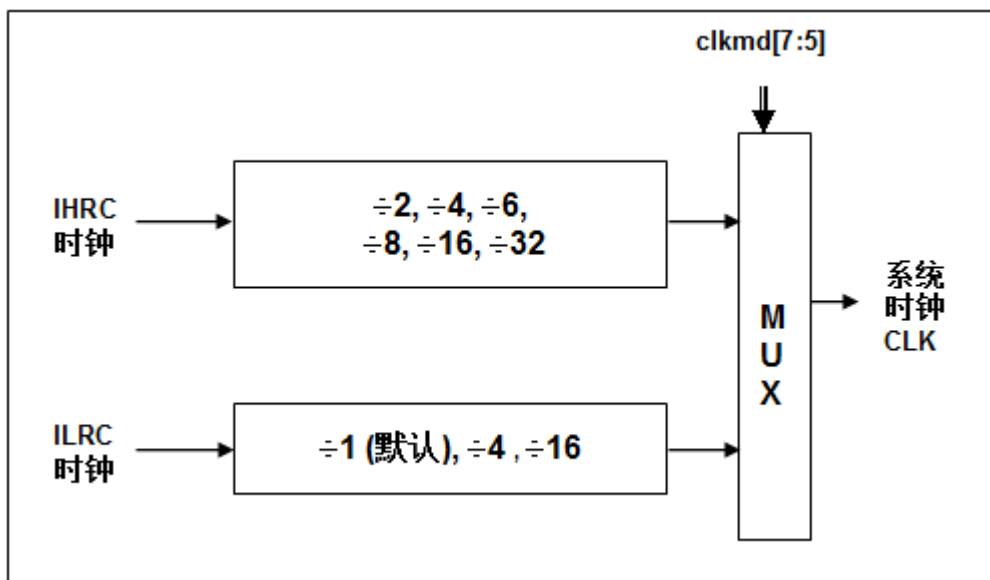 clkmd[7:5]
IHRC
时钟
÷2, ÷4, ÷6,
÷8, ÷16, ÷32
M
U
X
系统
时钟
CLK
ILRC
时钟
÷1 (默认), ÷4 , ÷16